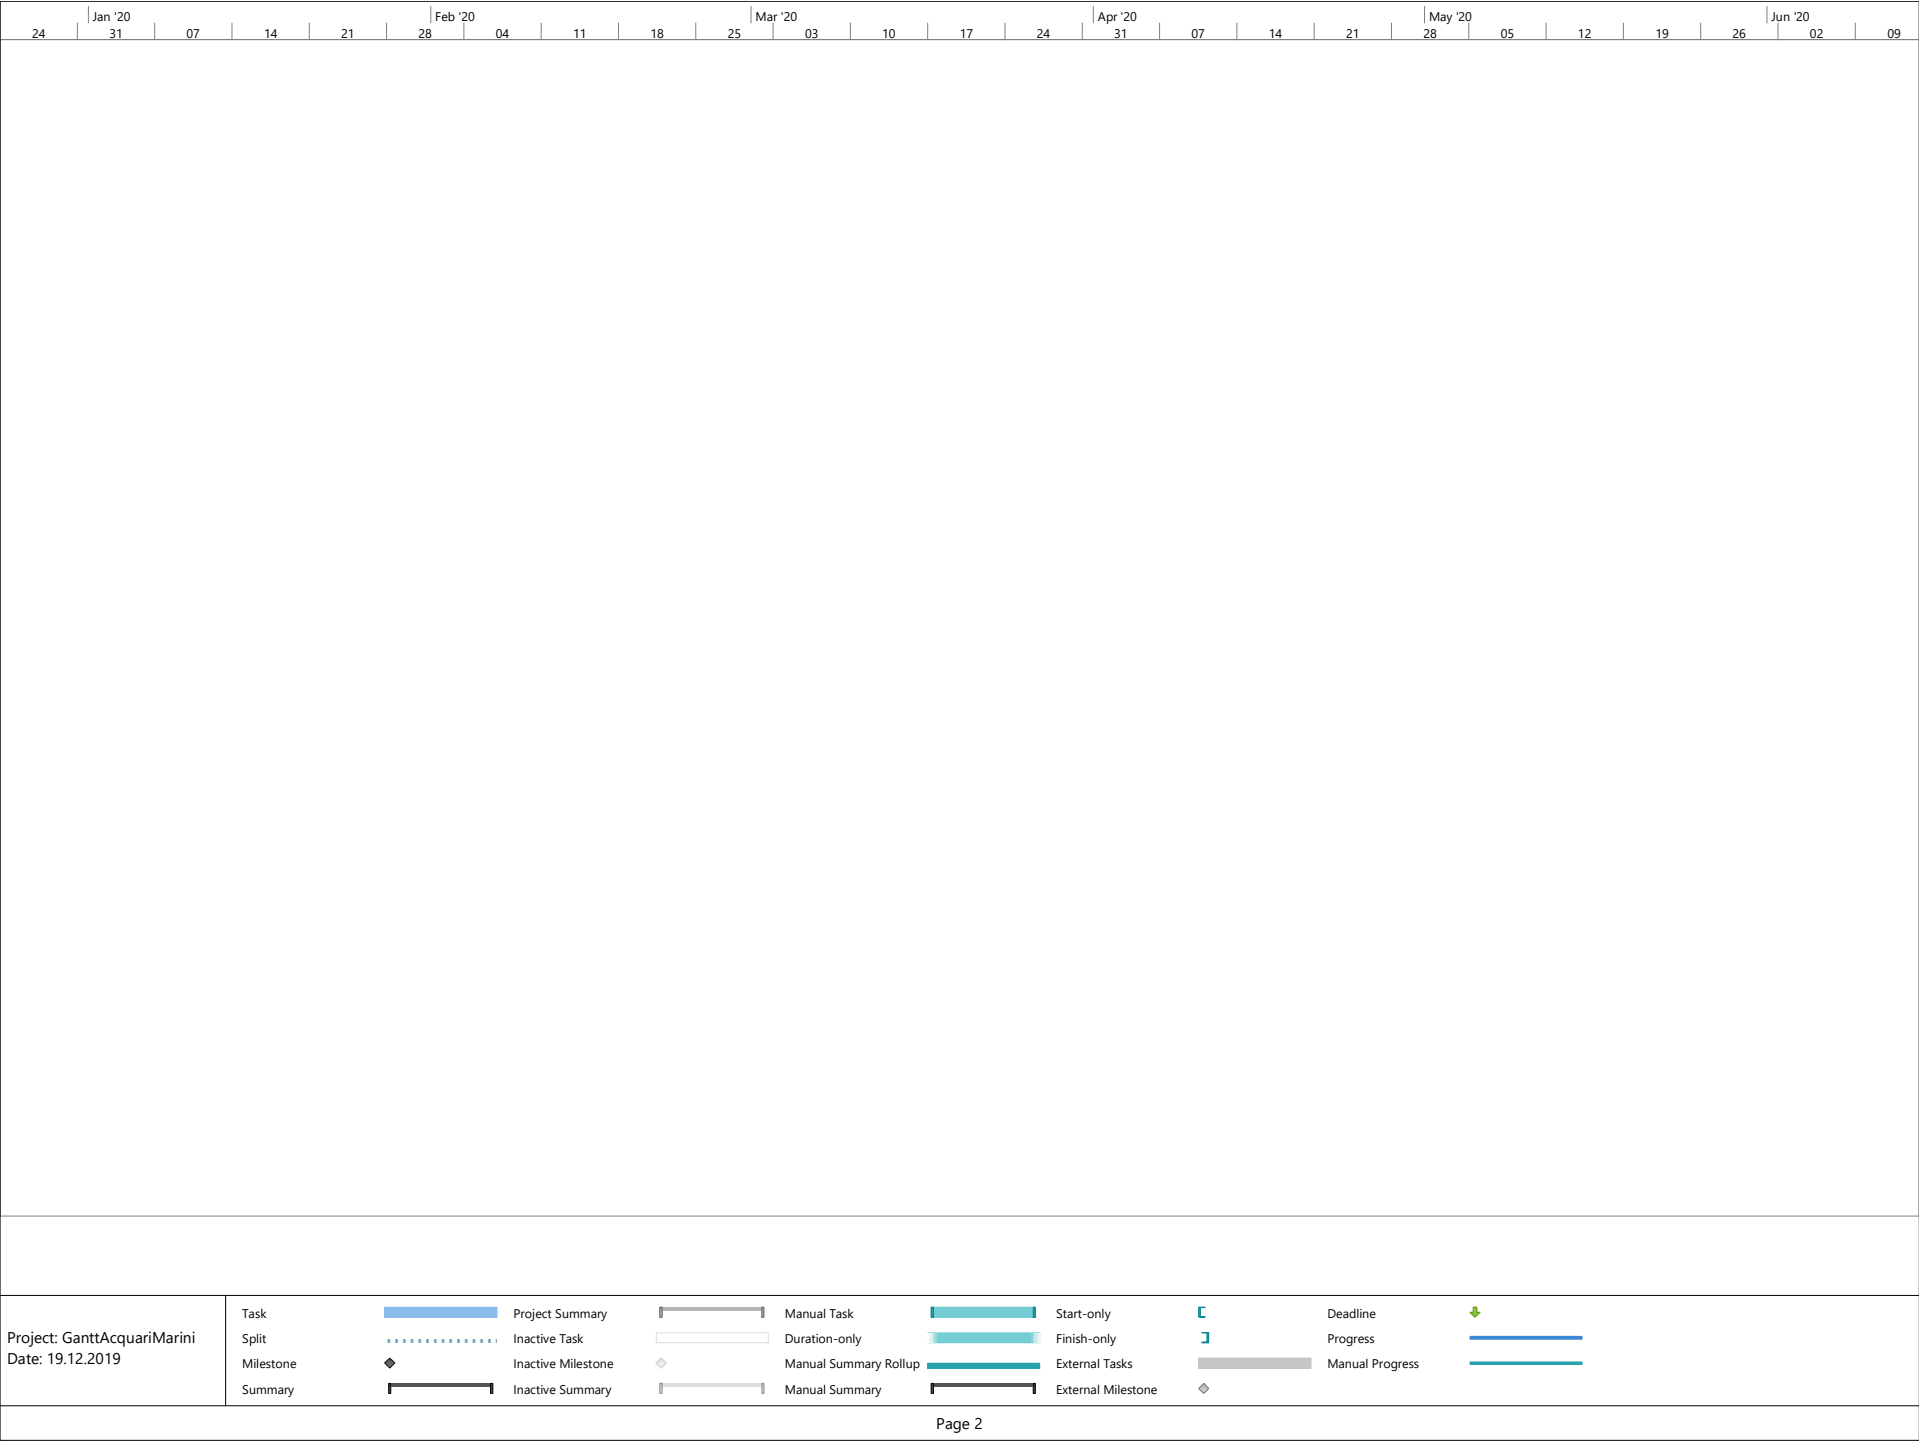 Jan '20 Feb '20 Mar '20 Apr '20 May '20 Jun '20
24 31 07 14 21 28 04 11 18 25 03 10 17 24 31 07 14 21 28 05 12 19 26 02 09
Task Project Summary Manual Task Start-only Deadline
Project: GanttAcquariMarini
Date: 19.12.2019
Split Inactive Task Duration-only Finish-only Progress
Milestone Inactive Milestone Manual Summary Rollup External Tasks Manual Progress
Summary Inactive Summary Manual Summary External Milestone
Page 2